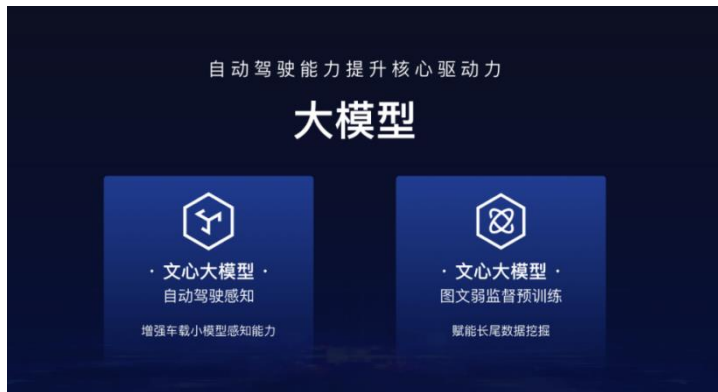 自动驾驶能力提升核心驱动力
大模型
· 文心大模型 ·
自动驾驶感知
增强车载小模型感知能力
· 文心大模型 ·
图文弱监督预训练
赋能长尾数据挖掘